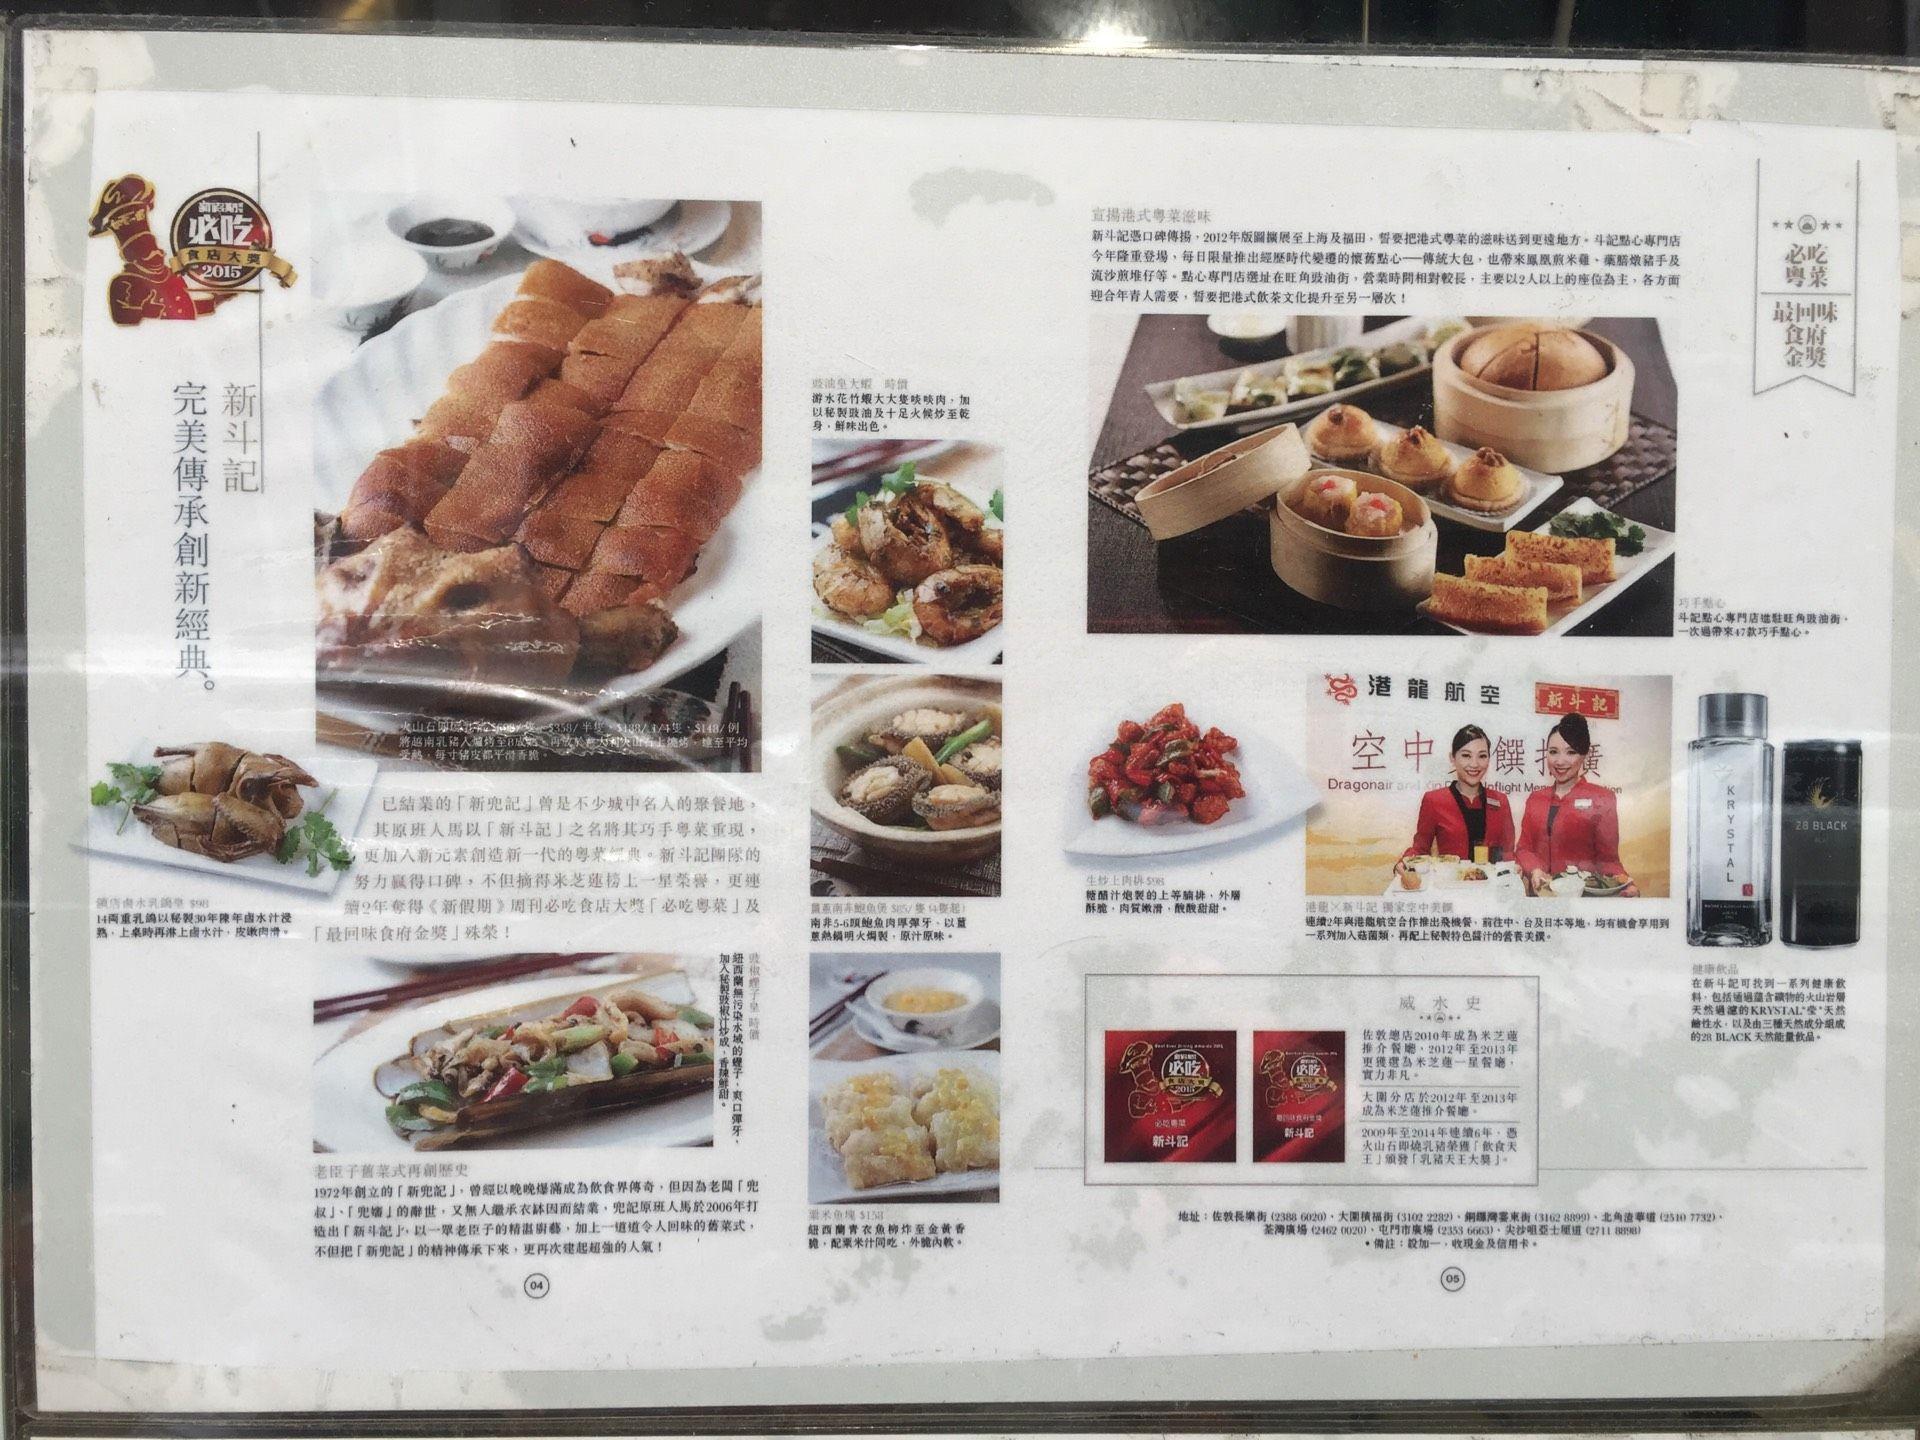 新假期
必吃
食店大獎
2015
新斗記
完美傳承創新經典。
將越南乳豬入爐烤至8成熟,再放於意大利火山石上燒烤,達至平均
受熱,每寸豬皮都平滑香脆。
鎮店鹵水乳鴿皇 $98
14両重乳鴿以秘製30年陳年鹵水汁浸
熟,上桌時再淋上鹵水汁,皮嫩肉滑。
已結業的「新兜記」曾是不少城中名人的聚餐地,
其原班人馬以「新斗記」之名將其巧手粵菜重現,
更加入新元素創造新一代的粵菜經典。新斗記團隊的
努力贏得口碑,不但摘得米芝蓮榜上一星榮譽,更連
續2年奪得《新假期》周刊必吃食店大獎「必吃粵菜」及
「最回味食府金獎」殊榮!
豉椒蟶子皇 時價
紐西蘭無污染水域的蟶子,爽口彈牙,
加入秘製豉椒汁炒成,香辣鮮甜。
老臣子舊菜式再創歷史
1972年創立的「新兜記」,曾經以晚晚爆滿成為飲食界傳奇,但因為老闆「兜
叔」、「兜嬸」的辭世,又無人繼承衣缽因而結業,兜記原班人馬於2006年打
造出「新斗記」,以一眾老臣子的精湛廚藝,加上一道道令人回味的舊菜式,
不但把「新兜記」的精神傳承下來,更再次建起超強的人氣!
04
豉油皇大蝦 時價
游水花竹蝦大大隻啖啖肉,加
以秘製豉油及十足火候炒至乾
身,鮮味出色。
薑蔥南非鮑魚煲 $85/隻(4隻起)
南非5-6頭鮑魚肉厚彈牙,以薑
蔥熱鍋明火焗製,原汁原味。
粟米魚塊 $158
紐西蘭青衣魚柳炸至金黃香
脆,配粟米汁同吃,外脆內軟。
宣揚港式粵菜滋味
新斗記憑口碑傳揚,2012年版圖擴展至上海及福田,誓要把港式粵菜的滋味送到更遠地方。斗記點心專門店
今年隆重登場,每日限量推出經歷時代變遷的懷舊點心——傳統大包,也帶來鳳凰煎米雞、藥膳燉豬手及
流沙煎堆仔等。點心專門店選址在旺角豉油街,營業時間相對較長,主要以2人以上的座位為主,各方面
迎合年青人需要,誓要把港式飲茶文化提升至另一層次!
必吃
粵菜
最回味
食府
金獎
巧手點心
斗記點心專門店進駐旺角豉油街,
一次過帶來47款巧手點心。
生炒上肉排 $98
糖醋汁炮製的上等腩排,外層
酥脆,肉質嫩滑,酸酸甜甜。
港龍航空
新斗記
空中
饌推廣
Dragonair and
Inflight
港龍╳新斗記 獨家空中美饌
連續2年與港龍航空合作推出飛機餐,前往中、台及日本等地,均有機會享用到
一系列加入菇菌類,再配上秘製特色醬汁的營養美饌。
KRYSTAL
28 BLACK
健康飲品
在新斗記可找到一系列健康飲
料,包括通過蘊含礦物的火山岩層
天然過濾的KRYSTAL"瑩"天然
鹼性水,以及由三種天然成分組成
的28 BLACK天然能量飲品。
威水史
必吃
食店大獎
2015
必吃粵菜
新斗記
必吃
食店大獎
2015
最回味食府金獎
新斗記
佐敦總店2010年成為米芝蓮
推介餐廳,2012年至2013年
更獲選為米芝蓮一星餐廳,
實力非凡。
大圍分店於2012年至2013年
成為米芝蓮推介餐廳。
2009年至2014年連續6年,憑
火山石即燒乳豬榮獲「飲食天
王」頒發「乳豬天王大獎」。
地址:佐敦長樂街 (2388 6020)、大圍積福街 (3102 2282)、銅鑼灣霎東街 (3162 8899)、北角渣華道 (2510 7732)、
荃灣廣場 (2462 0020)、屯門市廣場 (2353 6663)、尖沙咀亞士厘道 (2711 8898)
•備註:設加一,收現金及信用卡。
05